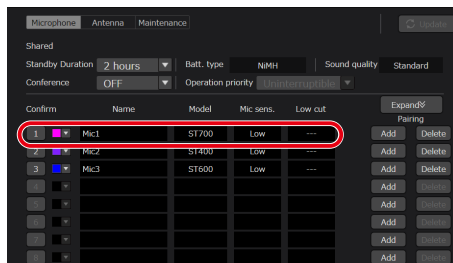 Microphone Antenna Maintenance Update
Shared
Standby Duration 2 hours Batt. type NiMH Sound quality Standard
Conference OFF Operation priority Uninterruptible
Confirm Name Model Mic sens. Low cut Expand
Pairing
1 Mic1 ST700 Low --- Add Delete
2 Mic2 ST400 Low --- Add Delete
3 Mic3 ST600 Low --- Add Delete
4 Add Delete
5 Add Delete
6 Add Delete
7 Add Delete
8 Add Delete